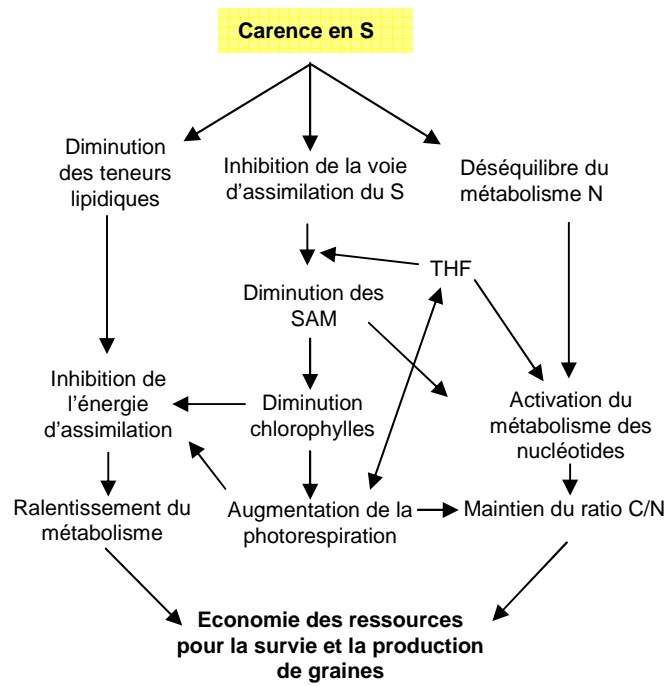 Carence en S
Diminution
des teneurs
lipidiques
Inhibition de la voie
d'assimilation du S
Déséquilibre du
métabolisme N
THF
Diminution des
SAM
Inhibition de
l'énergie
d'assimilation
Diminution
chlorophylles
Activation du
métabolisme des
nucléotides
Ralentissement du
métabolisme
Augmentation de la
photorespiration
Maintien du ratio C/N
Economie des ressources
pour la survie et la production
de graines